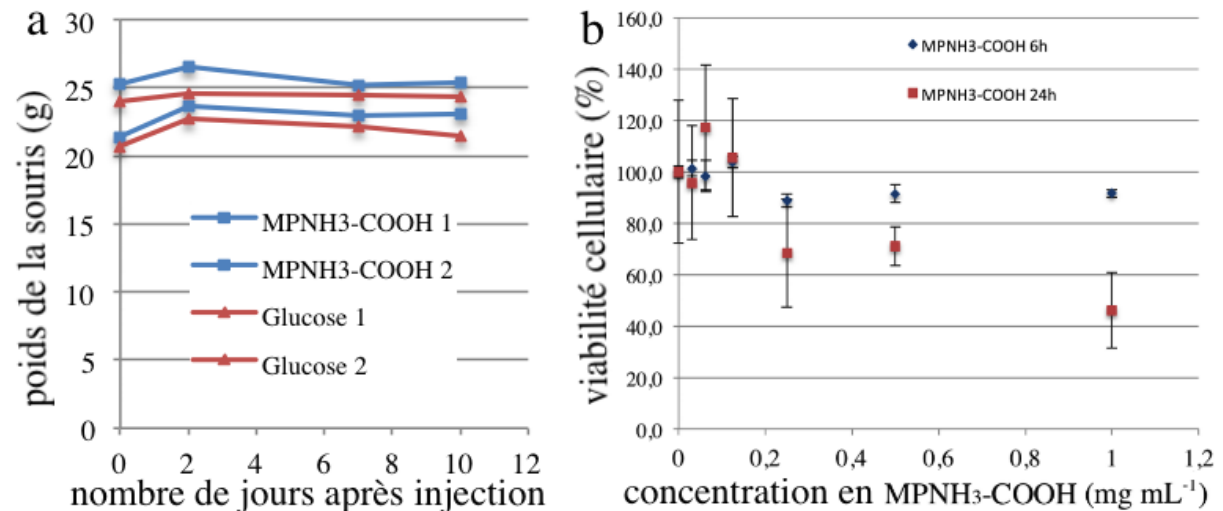 a
poids de la souris (g)
30
25
20
15
10
5
0
MPNH3-COOH 1
MPNH3-COOH 2
Glucose 1
Glucose 2
0 2 4 6 8 10 12
nombre de jours après injection
b
viabilité cellulaire (%)
160,0
140,0
120,0
100,0
80,0
60,0
40,0
20,0
0,0
MPNH3-COOH 6h
MPNH3-COOH 24h
0 0,2 0,4 0,6 0,8 1 1,2
concentration en MPNH₃-COOH (mg mL⁻¹)